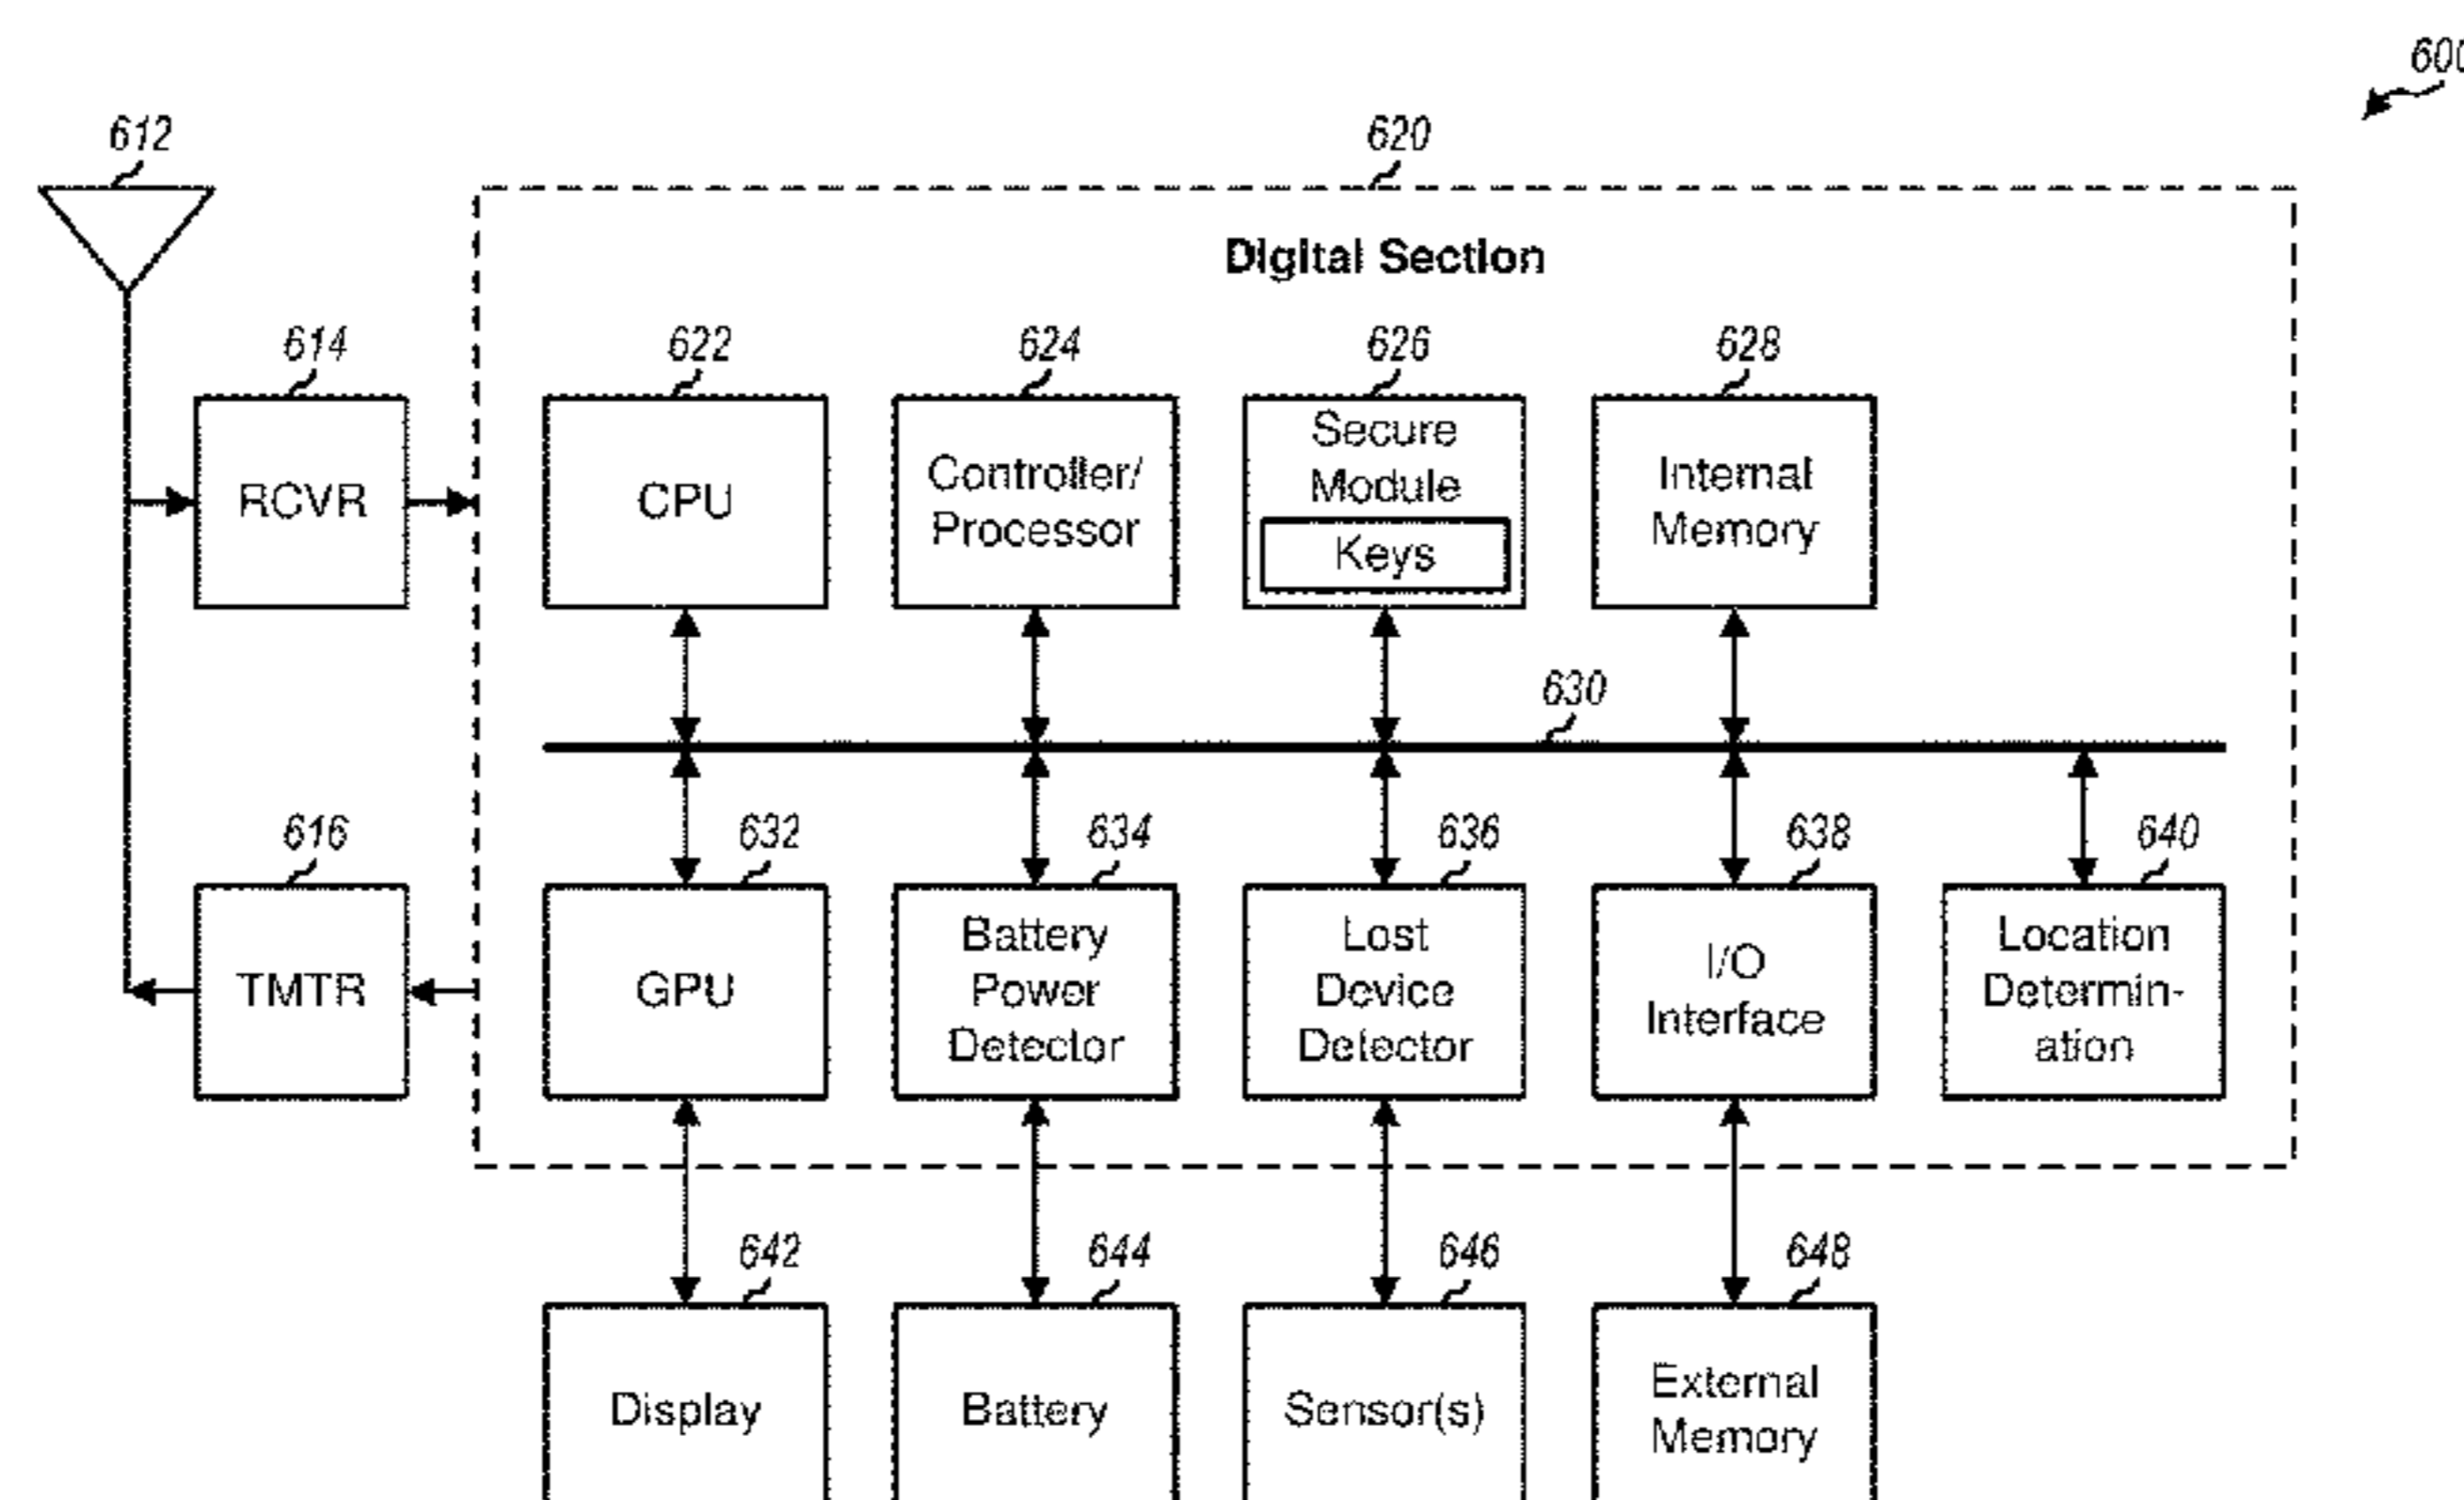 600
612
620
Digital Section
614
622
624
626
628
RCVR
CPU
Controller/
Processor
Secure
Module
Keys
Internal
Memory
630
616
632
634
636
638
640
TMTR
GPU
Battery
Power
Detector
Lost
Device
Detector
I/O
Interface
Location
Determin-
ation
642
644
646
648
Display
Battery
Sensor(s)
External
Memory